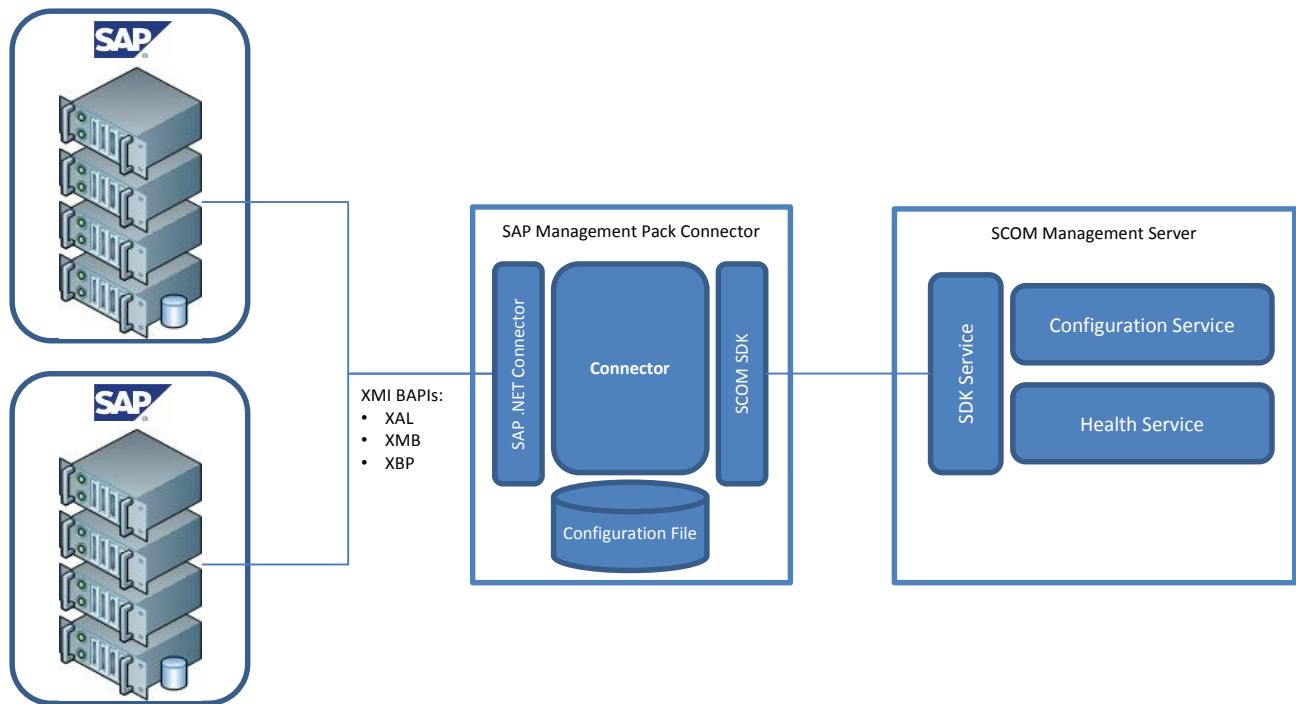 SAP
®
SAP
®
XMI BAPIs:
• XAL
• XMB
• XBP
SAP Management Pack Connector
SAP .NET Connector
Connector
SCOM SDK
Configuration File
SCOM Management Server
SDK Service
Configuration Service
Health Service